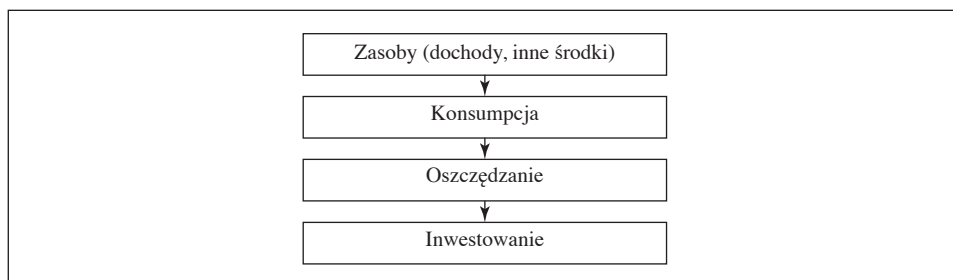 Zasoby (dochody, inne środki)
Konsumpcja
Oszczędzanie
Inwestowanie